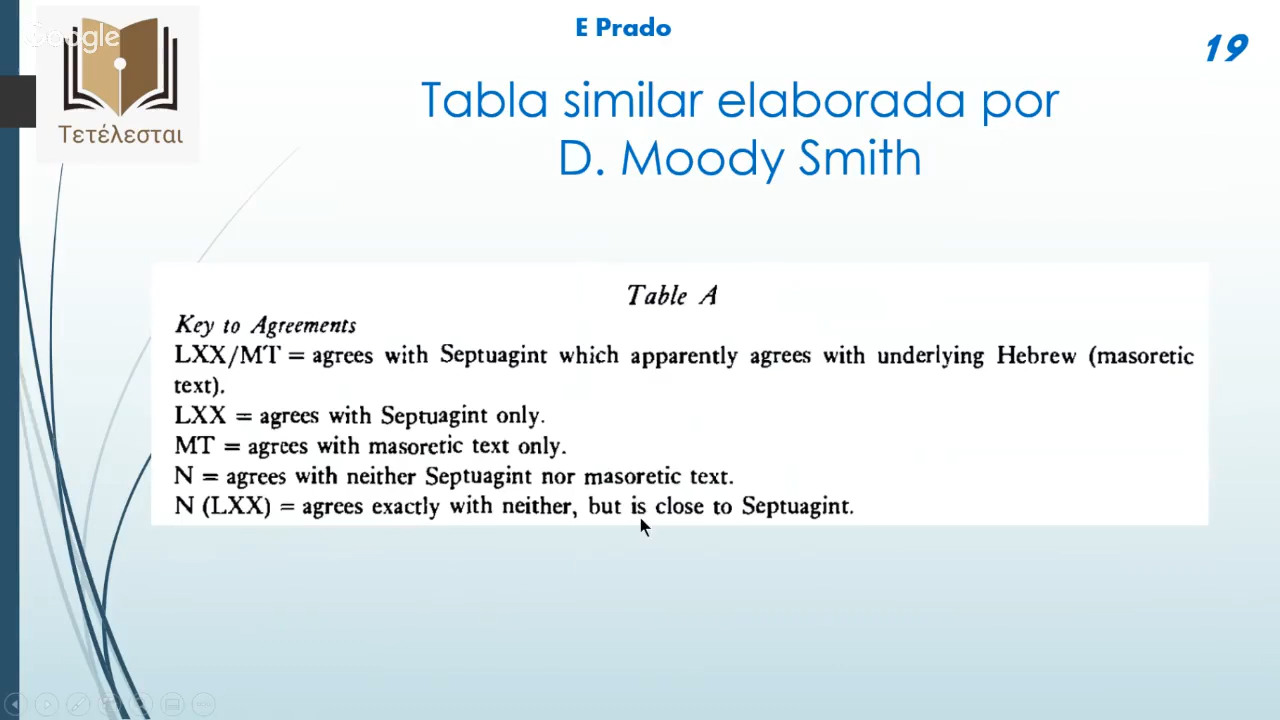 Google
Τετέλεσται
E Prado
19
Tabla similar elaborada por
D. Moody Smith
Table A
Key to Agreements
LXX/MT = agrees with Septuagint which apparently agrees with underlying Hebrew (masoretic
text).
LXX = agrees with Septuagint only.
MT = agrees with masoretic text only.
N = agrees with neither Septuagint nor masoretic text.
N (LXX) = agrees exactly with neither, but is close to Septuagint.